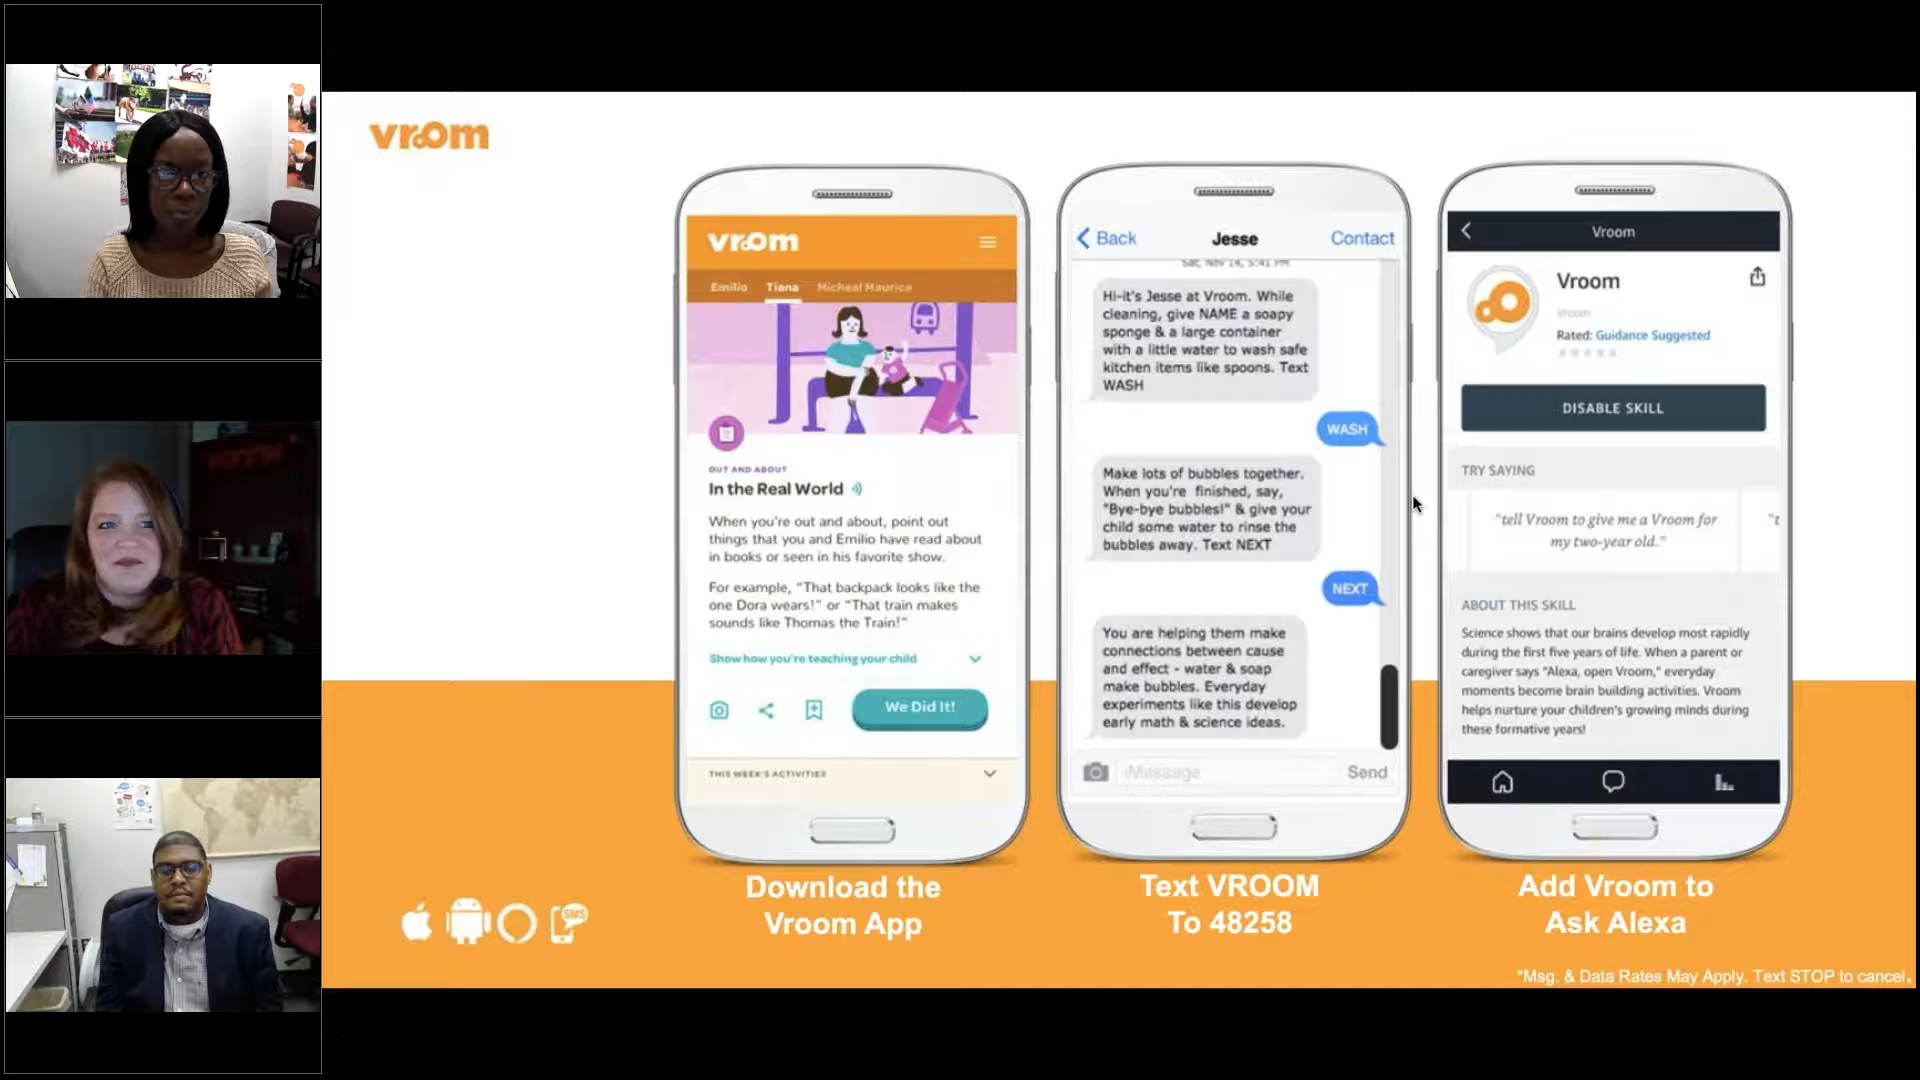 vroom
vroom
Emilio Tiana Micheal Maurice
OUT AND ABOUT
In the Real World
When you're out and about, point out
things that you and Emilio have read about
in books or seen in his favorite show.
For example, "That backpack looks like the
one Dora wears!" or "That train makes
sounds like Thomas the Train!"
Show how you're teaching your child
We Did It!
THIS WEEK'S ACTIVITIES
Download the
Vroom App
Back Jesse Contact
Sat, Nov 14, 5:41 PM
Hi-it's Jesse at Vroom. While
cleaning, give NAME a soapy
sponge & a large container
with a little water to wash safe
kitchen items like spoons. Text
WASH
WASH
Make lots of bubbles together.
When you're finished, say,
"Bye-bye bubbles!" & give your
child some water to rinse the
bubbles away. Text NEXT
NEXT
You are helping them make
connections between cause
and effect - water & soap
make bubbles. Everyday
experiments like this develop
early math & science ideas.
iMessage Send
Text VROOM
To 48258
Vroom
Vroom
Vroom
Rated: Guidance Suggested
DISABLE SKILL
TRY SAYING
"tell Vroom to give me a Vroom for
my two-year old."
"t
ABOUT THIS SKILL
Science shows that our brains develop most rapidly
during the first five years of life. When a parent or
caregiver says "Alexa, open Vroom," everyday
moments become brain building activities. Vroom
helps nurture your children's growing minds during
these formative years!
Add Vroom to
Ask Alexa
SMS
*Msg. & Data Rates May Apply. Text STOP to cancel.